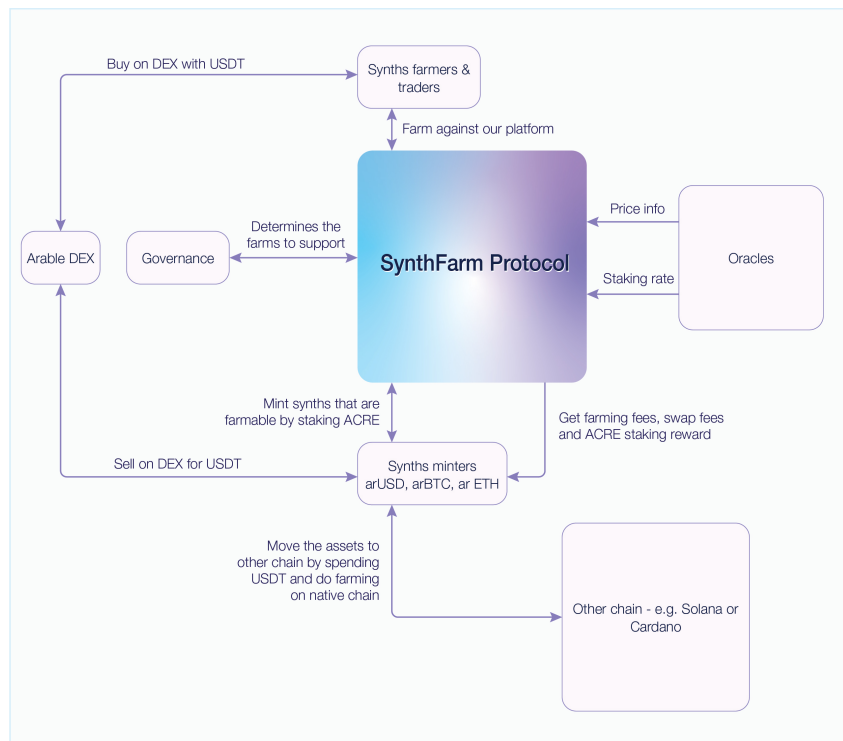 Buy on DEX with USDT
Synths farmers &
traders
Farm against our platform
Arable DEX
Governance
Determines the
farms to support
SynthFarm Protocol
Price info
Staking rate
Oracles
Mint synths that are
farmable by staking ACRE
Get farming fees, swap fees
and ACRE staking reward
Sell on DEX for USDT
Synths minters
arUSD, arBTC, ar ETH
Move the assets to
other chain by spending
USDT and do farming
on native chain
Other chain - e.g. Solana or
Cardano